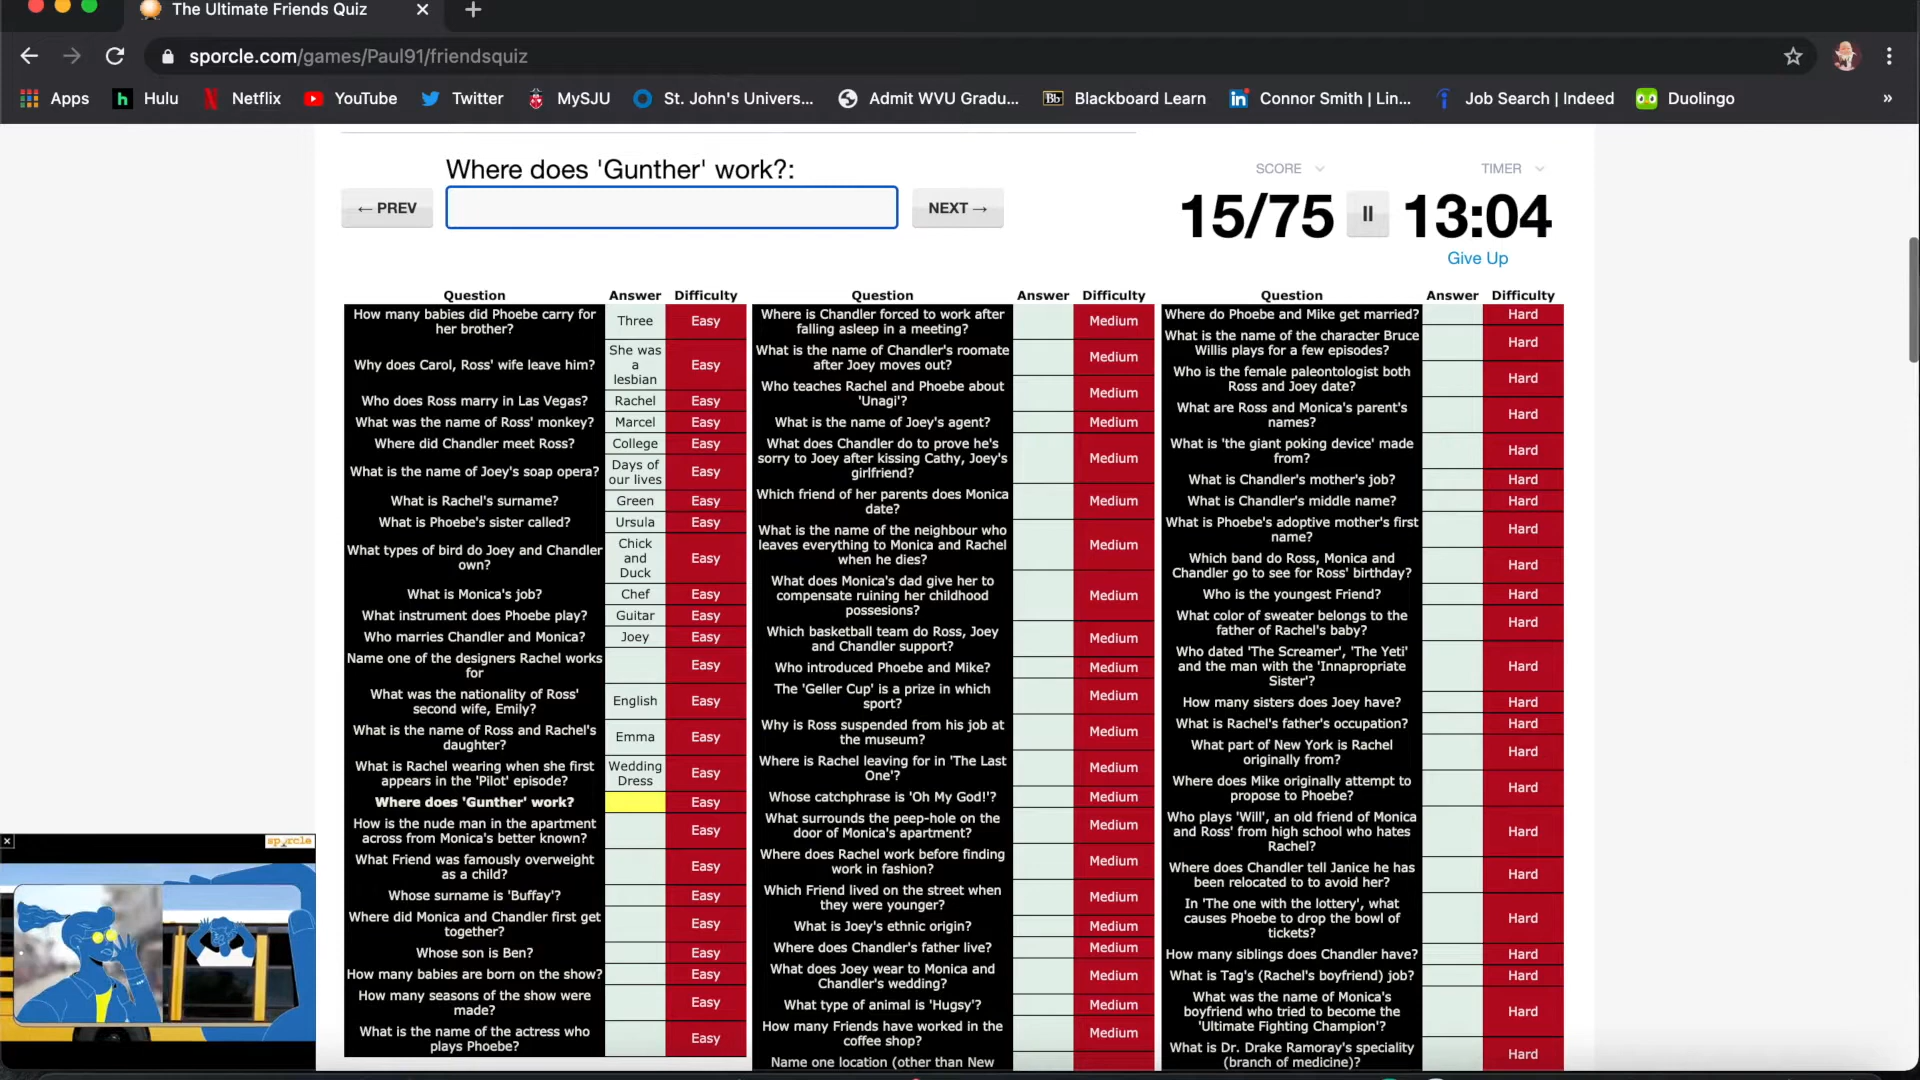 The Ultimate Friends Quiz
sporcle.com/games/Paul91/friendsquiz
Apps
Hulu
Netflix
YouTube
Twitter
MySJU
St. John's Univers...
Admit WVU Gradu...
Bb
Blackboard Learn
Connor Smith | Lin...
Job Search | Indeed
Duolingo
»
Where does 'Gunther' work?:
← PREV
NEXT →
SCORE
15/75
TIMER
13:04
Give Up
Question Answer Difficulty
How many babies did Phoebe carry for
her brother?
Three
Easy
Why does Carol, Ross' wife leave him?
She was
a
lesbian
Easy
Who does Ross marry in Las Vegas? Rachel Easy
What was the name of Ross' monkey? Marcel Easy
Where did Chandler meet Ross? College Easy
What is the name of Joey's soap opera?
Days of
our lives
Easy
What is Rachel's surname? Green Easy
What is Phoebe's sister called? Ursula Easy
What types of bird do Joey and Chandler
own?
Chick
and
Duck
Easy
What is Monica's job? Chef Easy
What instrument does Phoebe play? Guitar Easy
Who marries Chandler and Monica? Joey Easy
Name one of the designers Rachel works
for
Easy
What was the nationality of Ross'
second wife, Emily?
English
Easy
What is the name of Ross and Rachel's
daughter?
Emma
Easy
What is Rachel wearing when she first
appears in the 'Pilot' episode?
Wedding
Dress
Easy
Where does 'Gunther' work? Easy
How is the nude man in the apartment
across from Monica's better known?
Easy
What Friend was famously overweight
as a child?
Easy
Whose surname is 'Buffay'? Easy
Where did Monica and Chandler first get
together?
Easy
Whose son is Ben? Easy
How many babies are born on the show? Easy
How many seasons of the show were
made?
Easy
What is the name of the actress who
plays Phoebe?
Easy
Question Answer Difficulty
Where is Chandler forced to work after
falling asleep in a meeting?
Medium
What is the name of Chandler's roomate
after Joey moves out?
Medium
Who teaches Rachel and Phoebe about
'Unagi'?
Medium
What is the name of Joey's agent? Medium
What does Chandler do to prove he's
sorry to Joey after kissing Cathy, Joey's
girlfriend?
Medium
Which friend of her parents does Monica
date?
Medium
What is the name of the neighbour who
leaves everything to Monica and Rachel
when he dies?
Medium
What does Monica's dad give her to
compensate ruining her childhood
possesions?
Medium
Which basketball team do Ross, Joey
and Chandler support?
Medium
Who introduced Phoebe and Mike? Medium
The 'Geller Cup' is a prize in which
sport?
Medium
Why is Ross suspended from his job at
the museum?
Medium
Where is Rachel leaving for in 'The Last
One'?
Medium
Whose catchphrase is 'Oh My God!'? Medium
What surrounds the peep-hole on the
door of Monica's apartment?
Medium
Where does Rachel work before finding
work in fashion?
Medium
Which Friend lived on the street when
they were younger?
Medium
What is Joey's ethnic origin? Medium
Where does Chandler's father live? Medium
What does Joey wear to Monica and
Chandler's wedding?
Medium
What type of animal is 'Hugsy'? Medium
How many Friends have worked in the
coffee shop?
Medium
Name one location (other than New
Question Answer Difficulty
Where do Phoebe and Mike get married? Hard
What is the name of the character Bruce
Willis plays for a few episodes?
Hard
Who is the female paleontologist both
Ross and Joey date?
Hard
What are Ross and Monica's parent's
names?
Hard
What is 'the giant poking device' made
from?
Hard
What is Chandler's mother's job? Hard
What is Chandler's middle name? Hard
What is Phoebe's adoptive mother's first
name?
Hard
Which band do Ross, Monica and
Chandler go to see for Ross' birthday?
Hard
Who is the youngest Friend? Hard
What color of sweater belongs to the
father of Rachel's baby?
Hard
Who dated 'The Screamer', 'The Yeti'
and the man with the 'Innapropriate
Sister'?
Hard
How many sisters does Joey have? Hard
What is Rachel's father's occupation? Hard
What part of New York is Rachel
originally from?
Hard
Where does Mike originally attempt to
propose to Phoebe?
Hard
Who plays 'Will', an old friend of Monica
and Ross' from high school who hates
Rachel?
Hard
Where does Chandler tell Janice he has
been relocated to to avoid her?
Hard
In 'The one with the lottery', what
causes Phoebe to drop the bowl of
tickets?
Hard
How many siblings does Chandler have? Hard
What is Tag's (Rachel's boyfriend) job? Hard
What was the name of Monica's
boyfriend who tried to become the
'Ultimate Fighting Champion'?
Hard
What is Dr. Drake Ramoray's speciality
(branch of medicine)?
Hard
sporcle